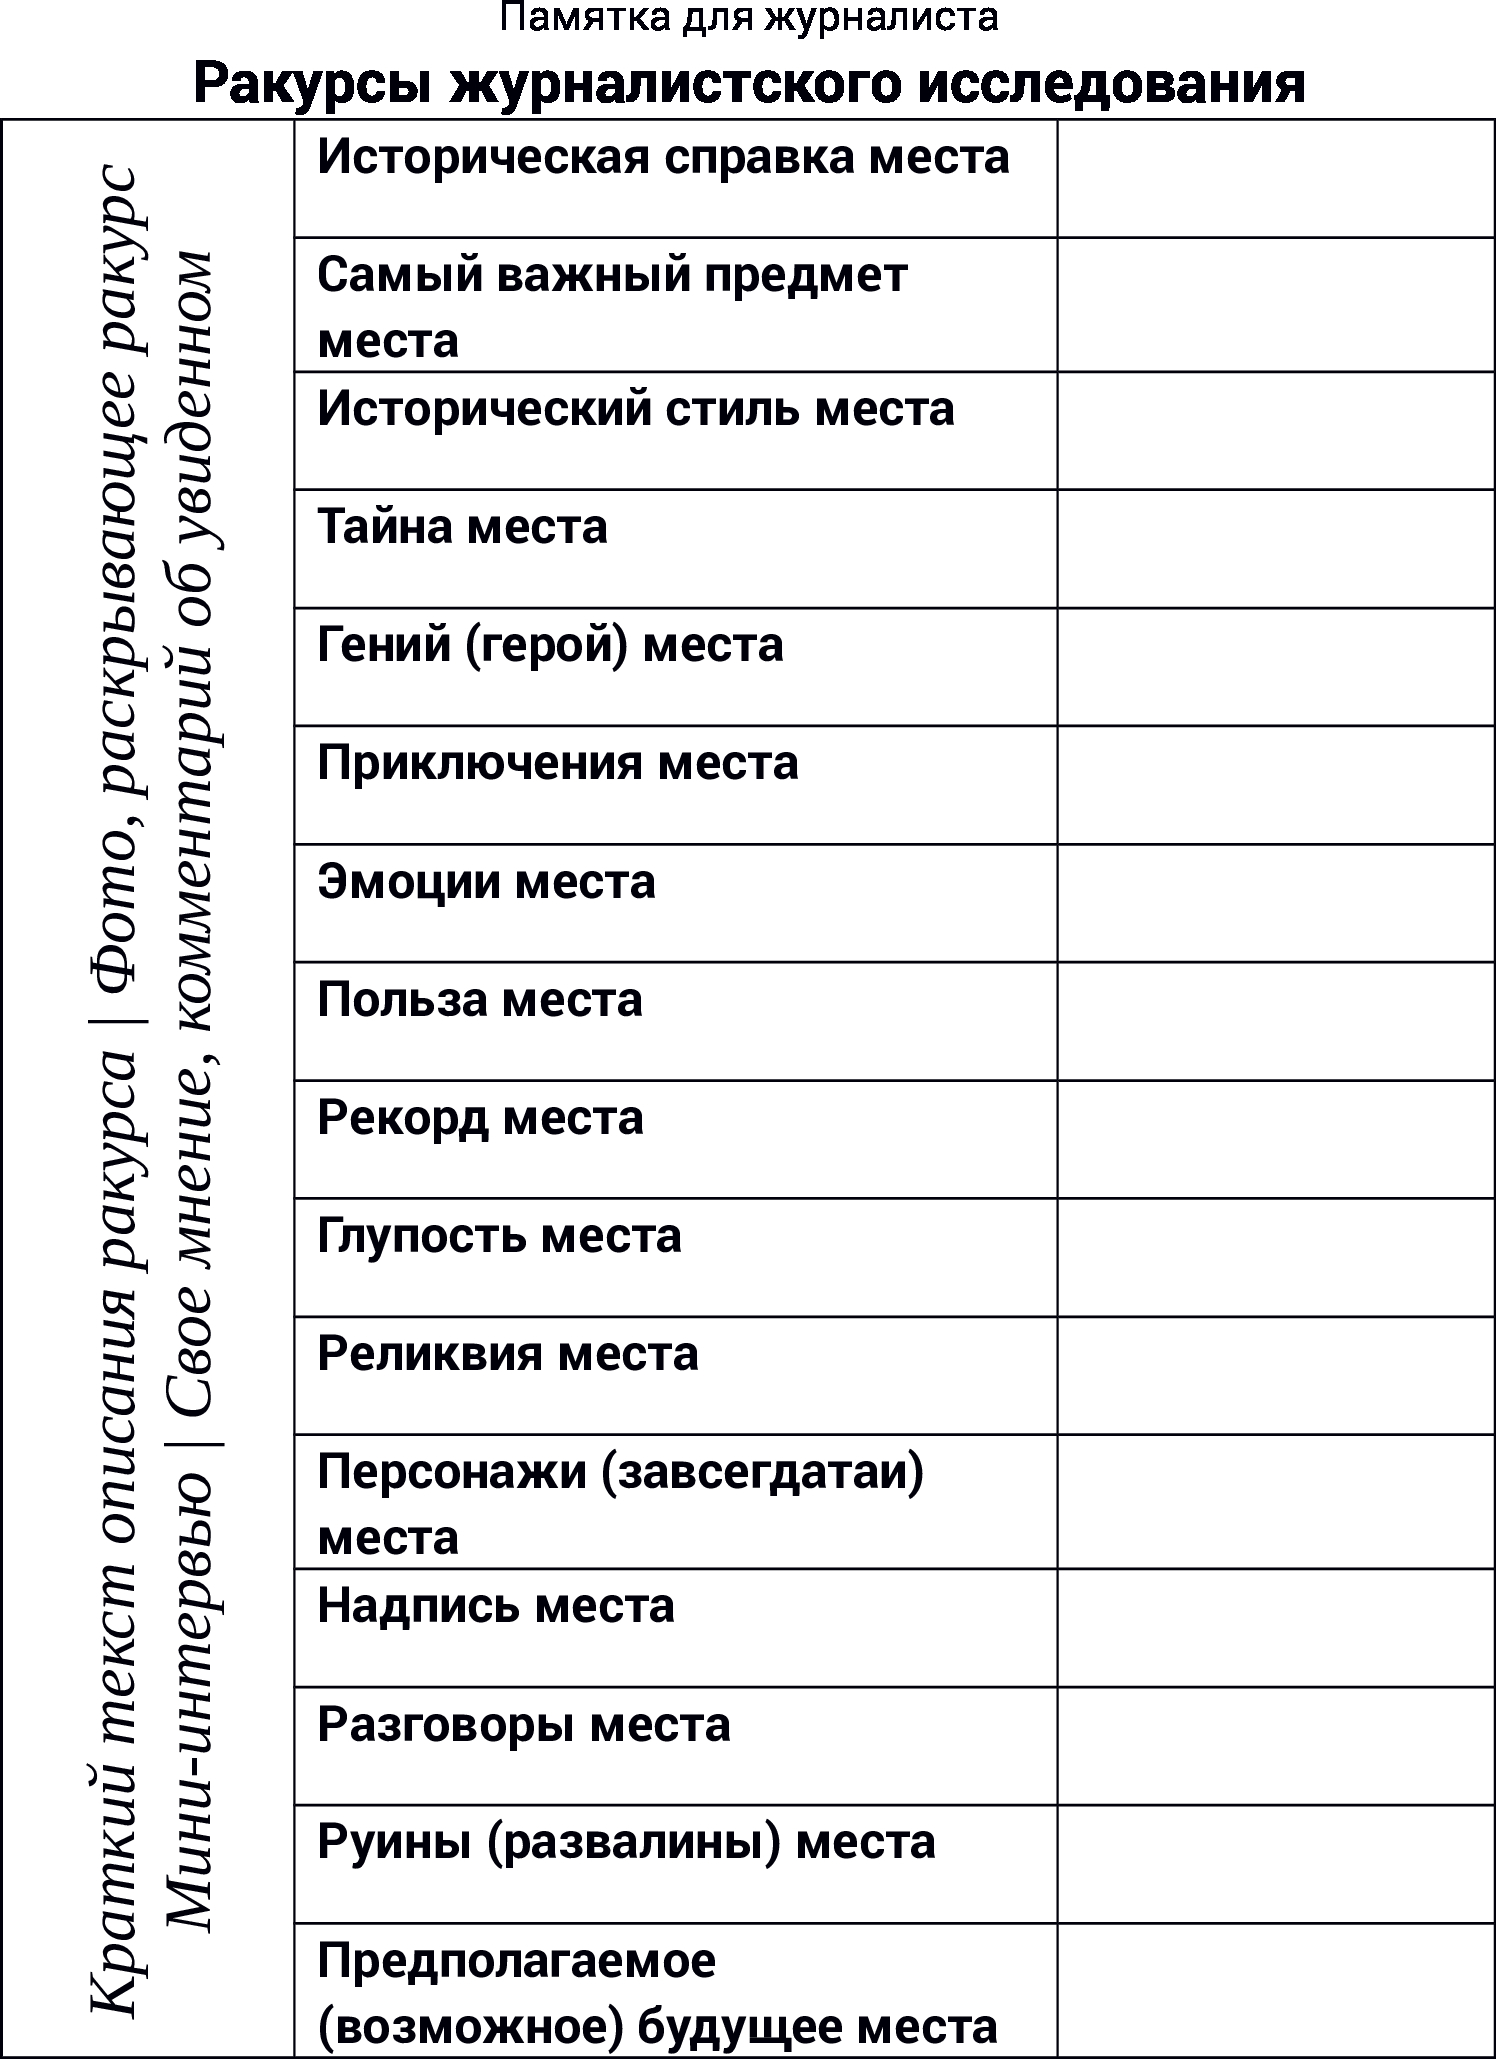 Памятка для журналиста
Ракурсы журналистского исследования
Краткий текст описания ракурса | Фото, раскрывающее ракурс
Мини-интервью | Свое мнение, комментарий об увиденном
Историческая справка места
Самый важный предмет
места
Исторический стиль места
Тайна места
Гений (герой) места
Приключения места
Эмоции места
Польза места
Рекорд места
Глупость места
Реликвия места
Персонажи (завсегдатаи)
места
Надпись места
Разговоры места
Руины (развалины) места
Предполагаемое
(возможное) будущее места